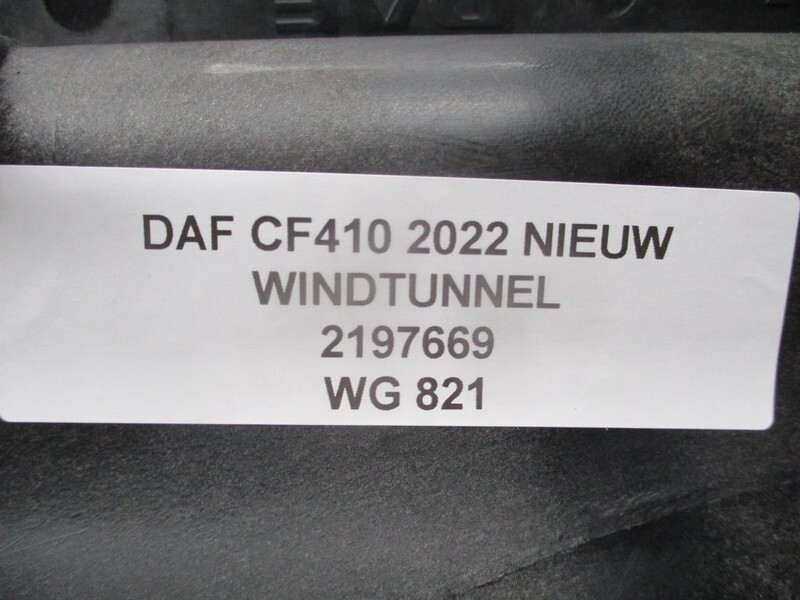 DAF CF410 2022 NIEUW
WINDTUNNEL
2197669
WG 821